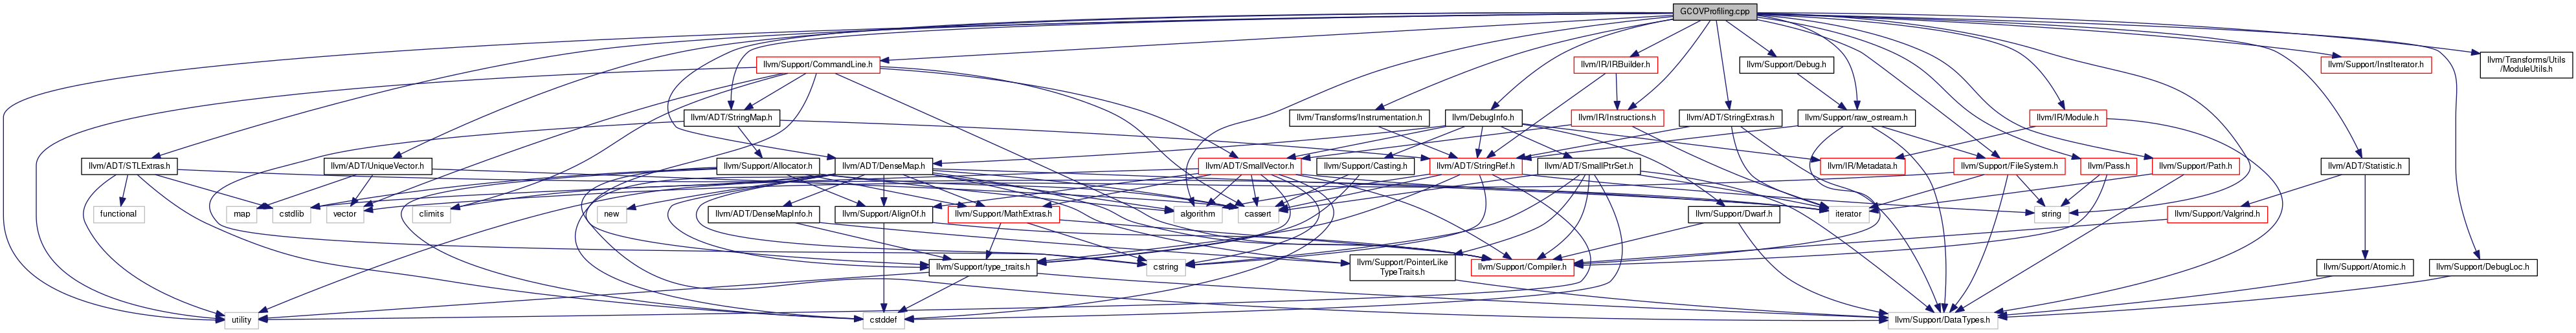 GCOVProfiling.cpp
llvm/Support/CommandLine.h
llvm/IR/IRBuilder.h
llvm/Support/Debug.h
llvm/Support/InstIterator.h
llvm/Transforms/Utils
/ModuleUtils.h
llvm/ADT/StringMap.h
llvm/Transforms/Instrumentation.h
llvm/DebugInfo.h
llvm/IR/Instructions.h
llvm/ADT/StringExtras.h
llvm/Support/raw_ostream.h
llvm/IR/Module.h
llvm/ADT/STLExtras.h
llvm/ADT/UniqueVector.h
llvm/Support/Allocator.h
llvm/ADT/DenseMap.h
llvm/ADT/SmallVector.h
llvm/Support/Casting.h
llvm/ADT/StringRef.h
llvm/ADT/SmallPtrSet.h
llvm/IR/Metadata.h
llvm/Support/FileSystem.h
llvm/Pass.h
llvm/Support/Path.h
llvm/ADT/Statistic.h
functional
map
cstdlib
vector
climits
new
llvm/ADT/DenseMapInfo.h
llvm/Support/AlignOf.h
llvm/Support/MathExtras.h
algorithm
cassert
llvm/Support/Dwarf.h
iterator
string
llvm/Support/Valgrind.h
llvm/Support/type_traits.h
cstring
llvm/Support/PointerLike
TypeTraits.h
llvm/Support/Compiler.h
llvm/Support/Atomic.h
llvm/Support/DebugLoc.h
utility
cstddef
llvm/Support/DataTypes.h